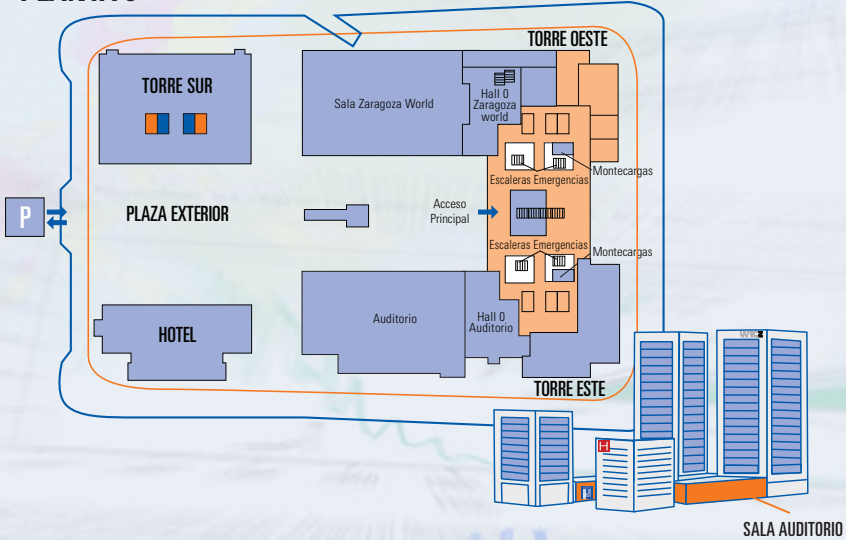 TORRE OESTE
TORRE SUR
Sala Zaragoza World
Hall 0
Zaragoza
world
Montecargas
Escaleras Emergencias
P
PLAZA EXTERIOR
Acceso
Principal
Escaleras Emergencias
Montecargas
Auditorio
Hall 0
Auditorio
HOTEL
TORRE ESTE
H
SALA AUDITORIO